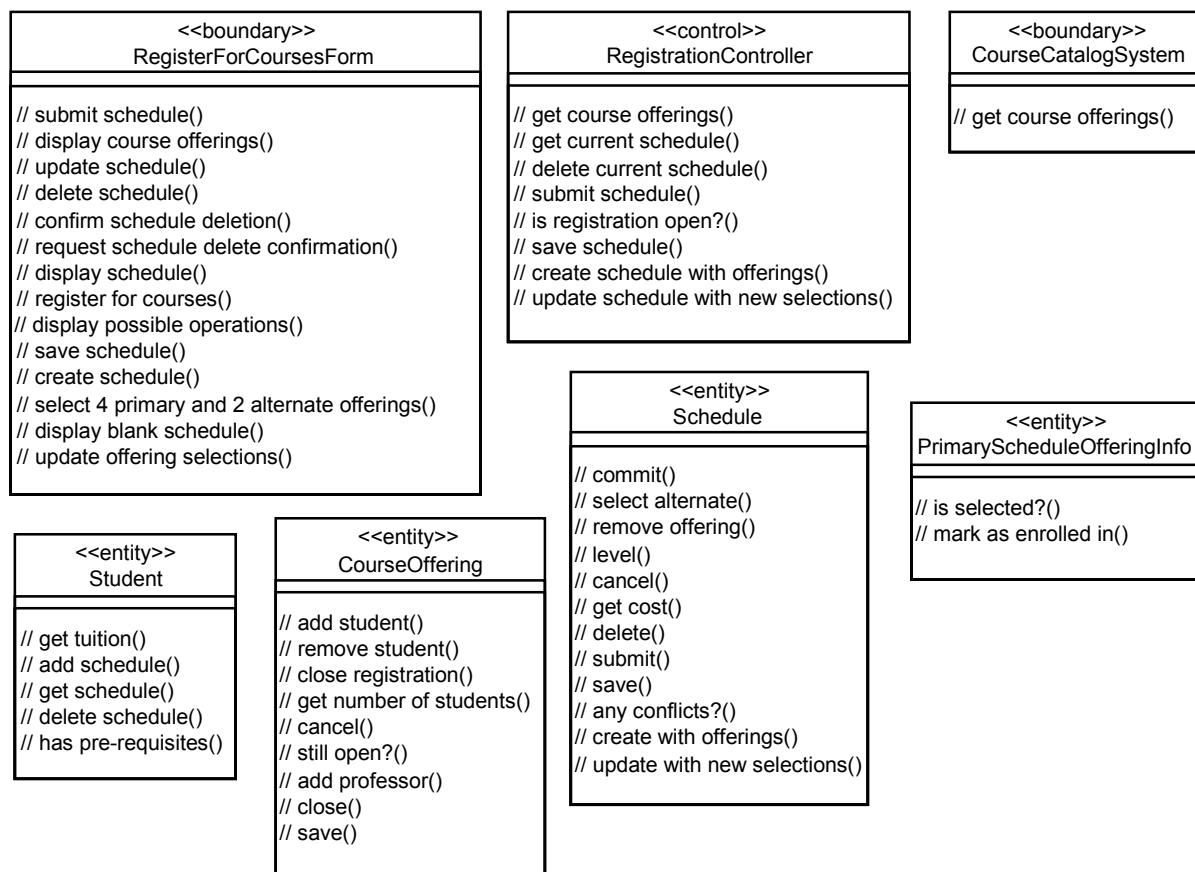 <<boundary>>
RegisterForCoursesForm
// submit schedule()
// display course offerings()
// update schedule()
// delete schedule()
// confirm schedule deletion()
// request schedule delete confirmation()
// display schedule()
// register for courses()
// display possible operations()
// save schedule()
// create schedule()
// select 4 primary and 2 alternate offerings()
// display blank schedule()
// update offering selections()
<<control>>
RegistrationController
// get course offerings()
// get current schedule()
// delete current schedule()
// submit schedule()
// is registration open?()
// save schedule()
// create schedule with offerings()
// update schedule with new selections()
<<boundary>>
CourseCatalogSystem
// get course offerings()
<<entity>>
Student
// get tuition()
// add schedule()
// get schedule()
// delete schedule()
// has pre-requisites()
<<entity>>
CourseOffering
// add student()
// remove student()
// close registration()
// get number of students()
// cancel()
// still open?()
// add professor()
// close()
// save()
<<entity>>
Schedule
// commit()
// select alternate()
// remove offering()
// level()
// cancel()
// get cost()
// delete()
// submit()
// save()
// any conflicts?()
// create with offerings()
// update with new selections()
<<entity>>
PrimaryScheduleOfferingInfo
// is selected?()
// mark as enrolled in()